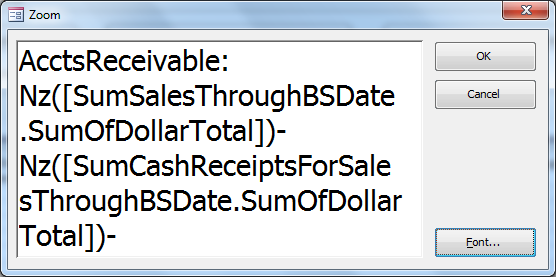 Zoom
AcctsReceivable:
Nz([SumSalesThroughBSDate
.SumOfDollarTotal])-
Nz([SumCashReceiptsForSale
sThroughBSDate.SumOfDollar
Total])-
OK
Cancel
Font...